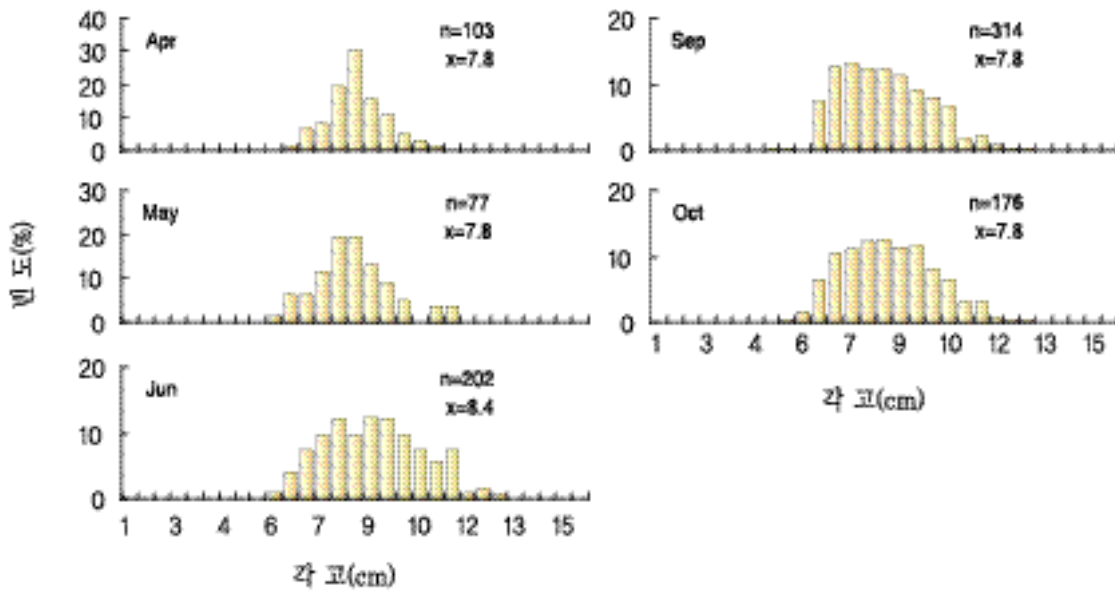 빈 도(%)
Apr
n=103
x=7.8
40
30
20
10
0
May
n=77
x=7.8
30
20
10
0
Jun
n=202
x=8.4
20
10
0
1 3 4 6 7 9 10 12 13 15
각 고(cm)
Sep
n=314
x=7.8
20
10
0
Oct
n=176
x=7.8
20
10
0
1 3 4 6 7 9 10 12 13 15
각 고(cm)